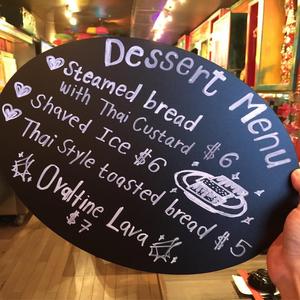 Dessert Menu
Steamed bread
with Thai Custard $6
Shaved Ice $6
Thai Style toasted bread $5
Ovaltine Lava
$7